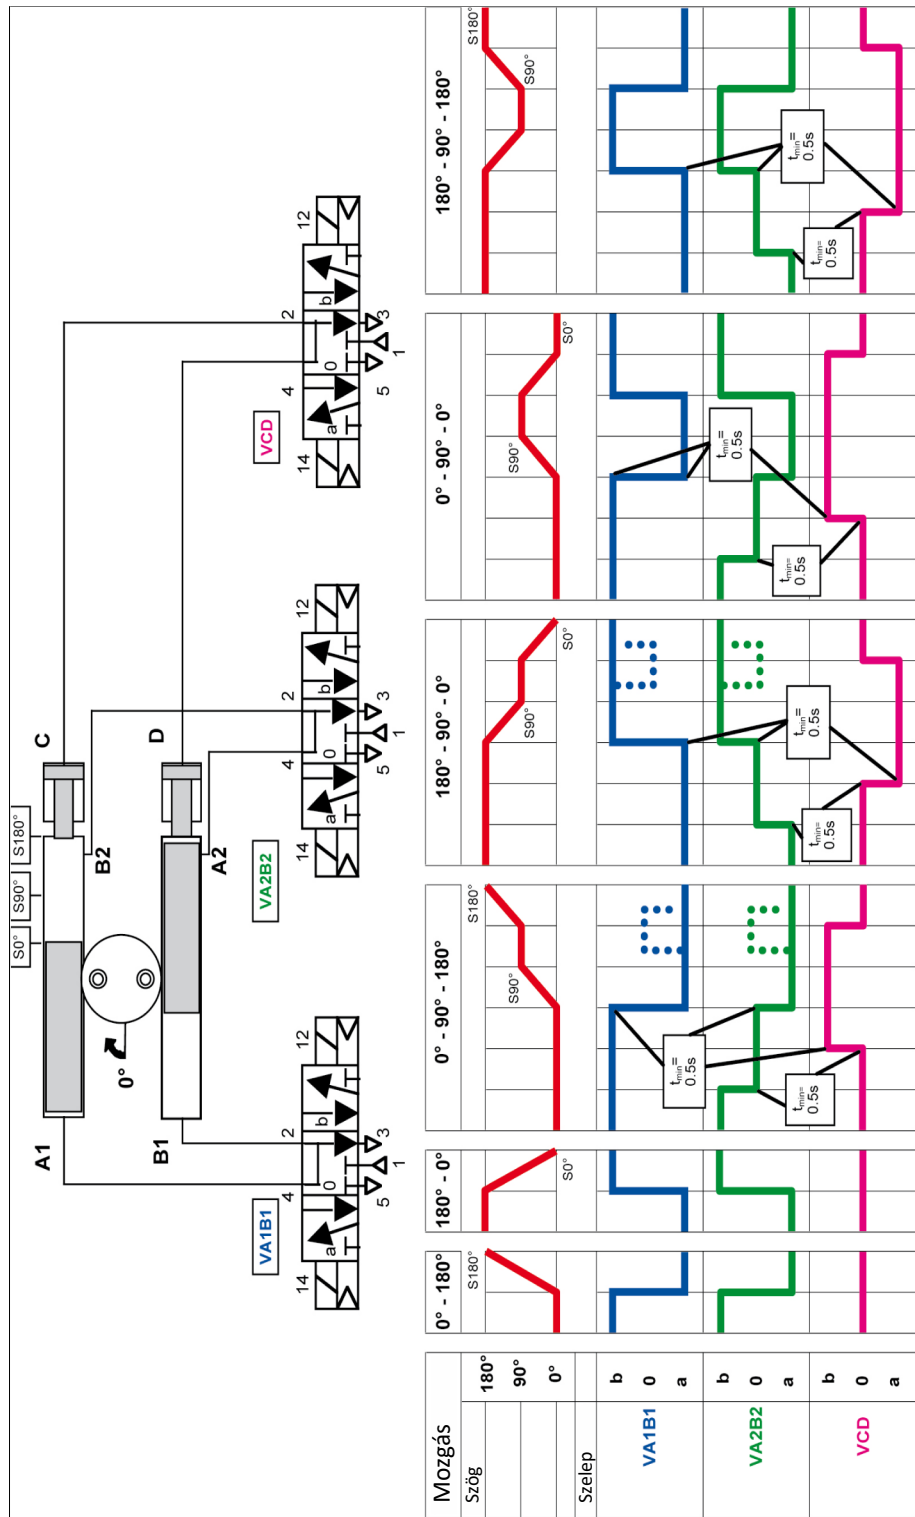 S0° S90° S180°
A1 C
B2
0°
B1 D
A2
VA1B1 VA2B2 VCD
14 4 2 12 14 4 2 12 14 4 2 12
a 0 b a 0 b a 0 b
5 1 3 5 1 3 5 1 3
Mozgás 0° - 180° 180° - 0° 0° - 90° - 180° 180° - 90° - 0° 0° - 90° - 0° 180° - 90° - 180°
Szög
180°
90°
0°
S180°
S0°
S90°
S180°
S90°
S0°
S90°
S0°
S90°
S180°
Szelep
VA1B1
b
0
a
VA2B2
b
0
a
VCD
b
0
a
tmin=
0.5s
tmin=
0.5s
tmin=
0.5s
tmin=
0.5s
tmin=
0.5s
tmin=
0.5s
tmin=
0.5s
tmin=
0.5s